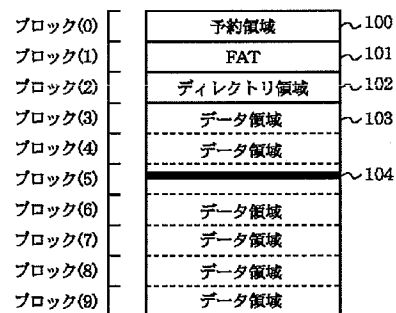 ブロック(0) 予約領域 100
ブロック(1) FAT 101
ブロック(2) ディレクトリ領域 102
ブロック(3) データ領域 103
ブロック(4) データ領域
ブロック(5) 104
ブロック(6) データ領域
ブロック(7) データ領域
ブロック(8) データ領域
ブロック(9) データ領域